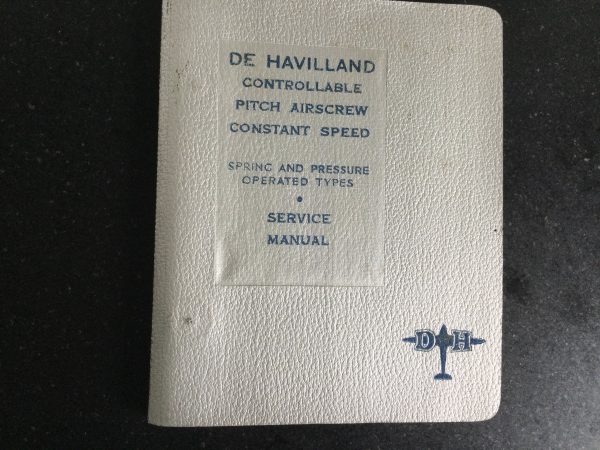 DE HAVILLAND
CONTROLLABLE
PITCH AIRSCREW
CONSTANT SPEED
SPRING AND PRESSURE
OPERATED TYPES
•
SERVICE
MANUAL
D H